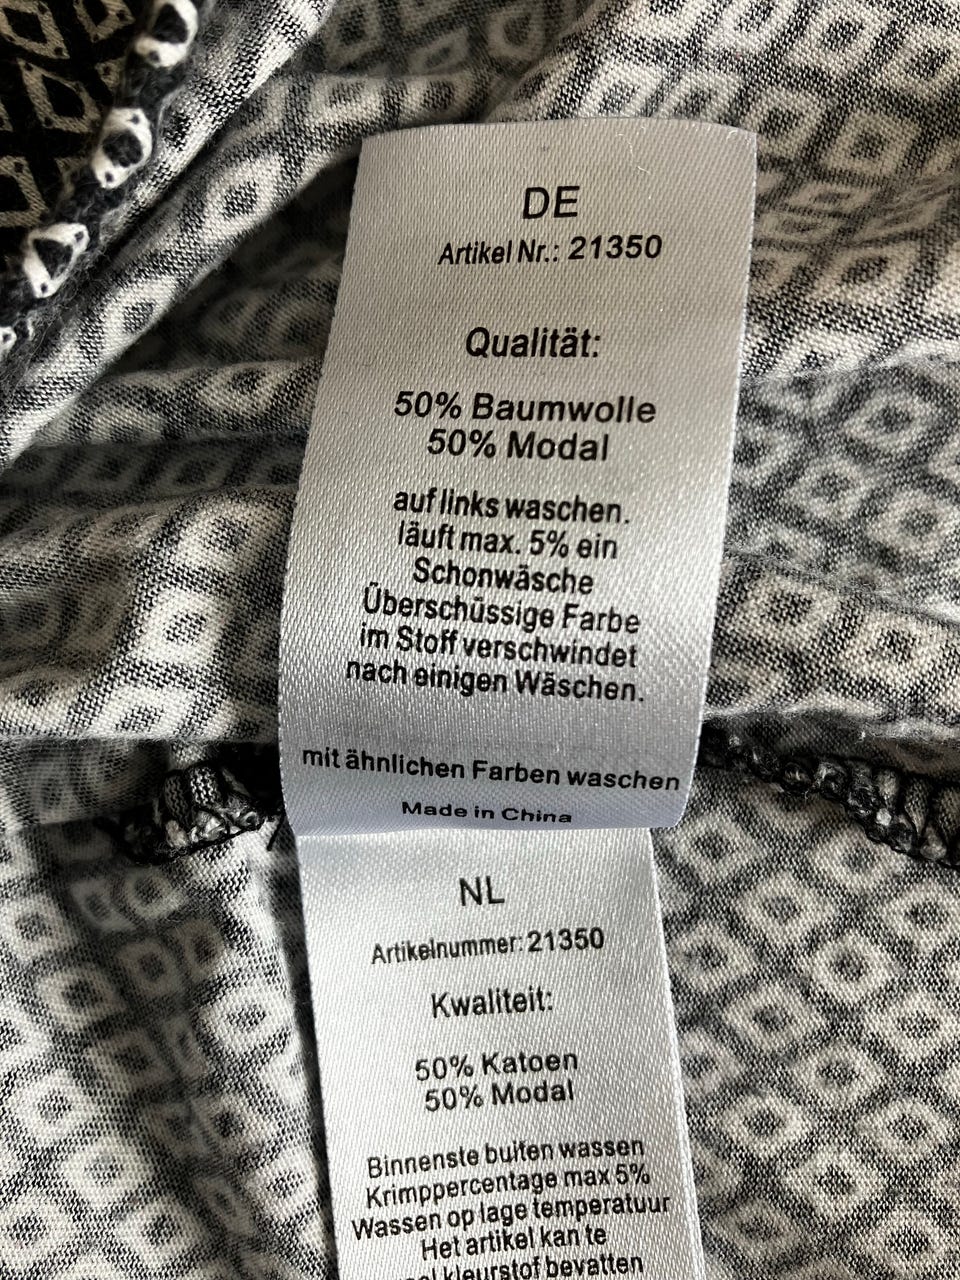 DE
Artikel Nr.: 21350
Qualität:
50% Baumwolle
50% Modal
auf links waschen.
läuft max. 5% ein
Schonwäsche
Überschüssige Farbe
im Stoff verschwindet
nach einigen Wäschen.
mit ähnlichen Farben waschen
Made in China
NL
Artikelnummer: 21350
Kwaliteit:
50% Katoen
50% Modal
Binnenste buiten wassen
Krimppercentage max 5%
Wassen op lage temperatuur
Het artikel kan te
kleurstof bevatten